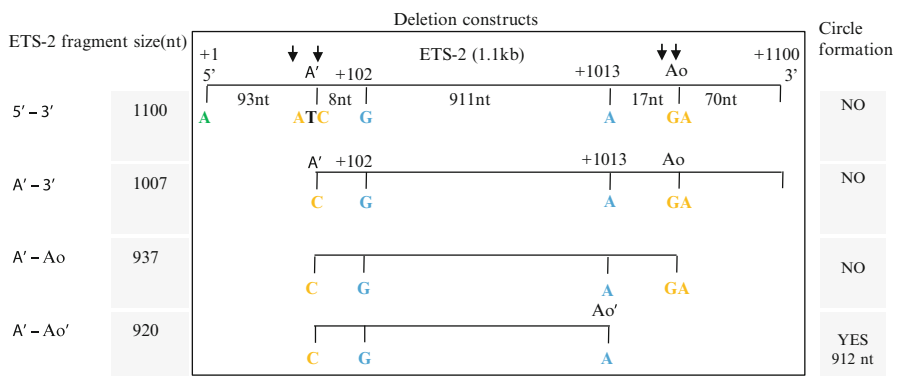 Deletion constructs
ETS-2 fragment size(nt)
Circle formation
+1 ETS-2 (1.1kb) +1100
5’ A’ +102 +1013 Ao 3’
93nt 8nt 911nt 17nt 70nt
5’ – 3’ 1100 A ATC G A GA NO
A’ +102 +1013 Ao
A’ – 3’ 1007 C G A GA NO
A’ – Ao 937 C G A GA NO
Ao’
A’ – Ao’ 920 C G A YES
912 nt